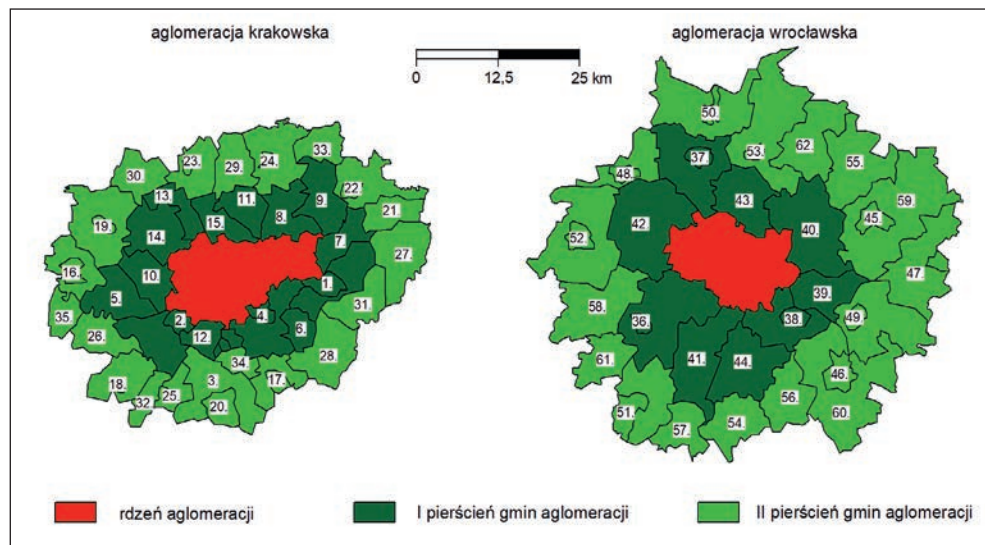 aglomeracja krakowska
aglomeracja wrocławska
0 12,5 25 km
33.
23. 29. 24.
30.
13. 11. 9. 22.
15. 8. 21.
19. 14. 7.
27.
16. 10.
5. 1.
31.
35. 2. 4.
26. 12. 6.
34. 28.
18. 3. 17.
32. 25. 20.
50.
37. 53. 62.
55.
48.
43. 59.
42. 45.
52. 40.
47.
39.
58.
36. 38. 49.
41. 44.
61. 46.
56.
51. 60.
57. 54.
rdzeń aglomeracji
I pierścień gmin aglomeracji
II pierścień gmin aglomeracji